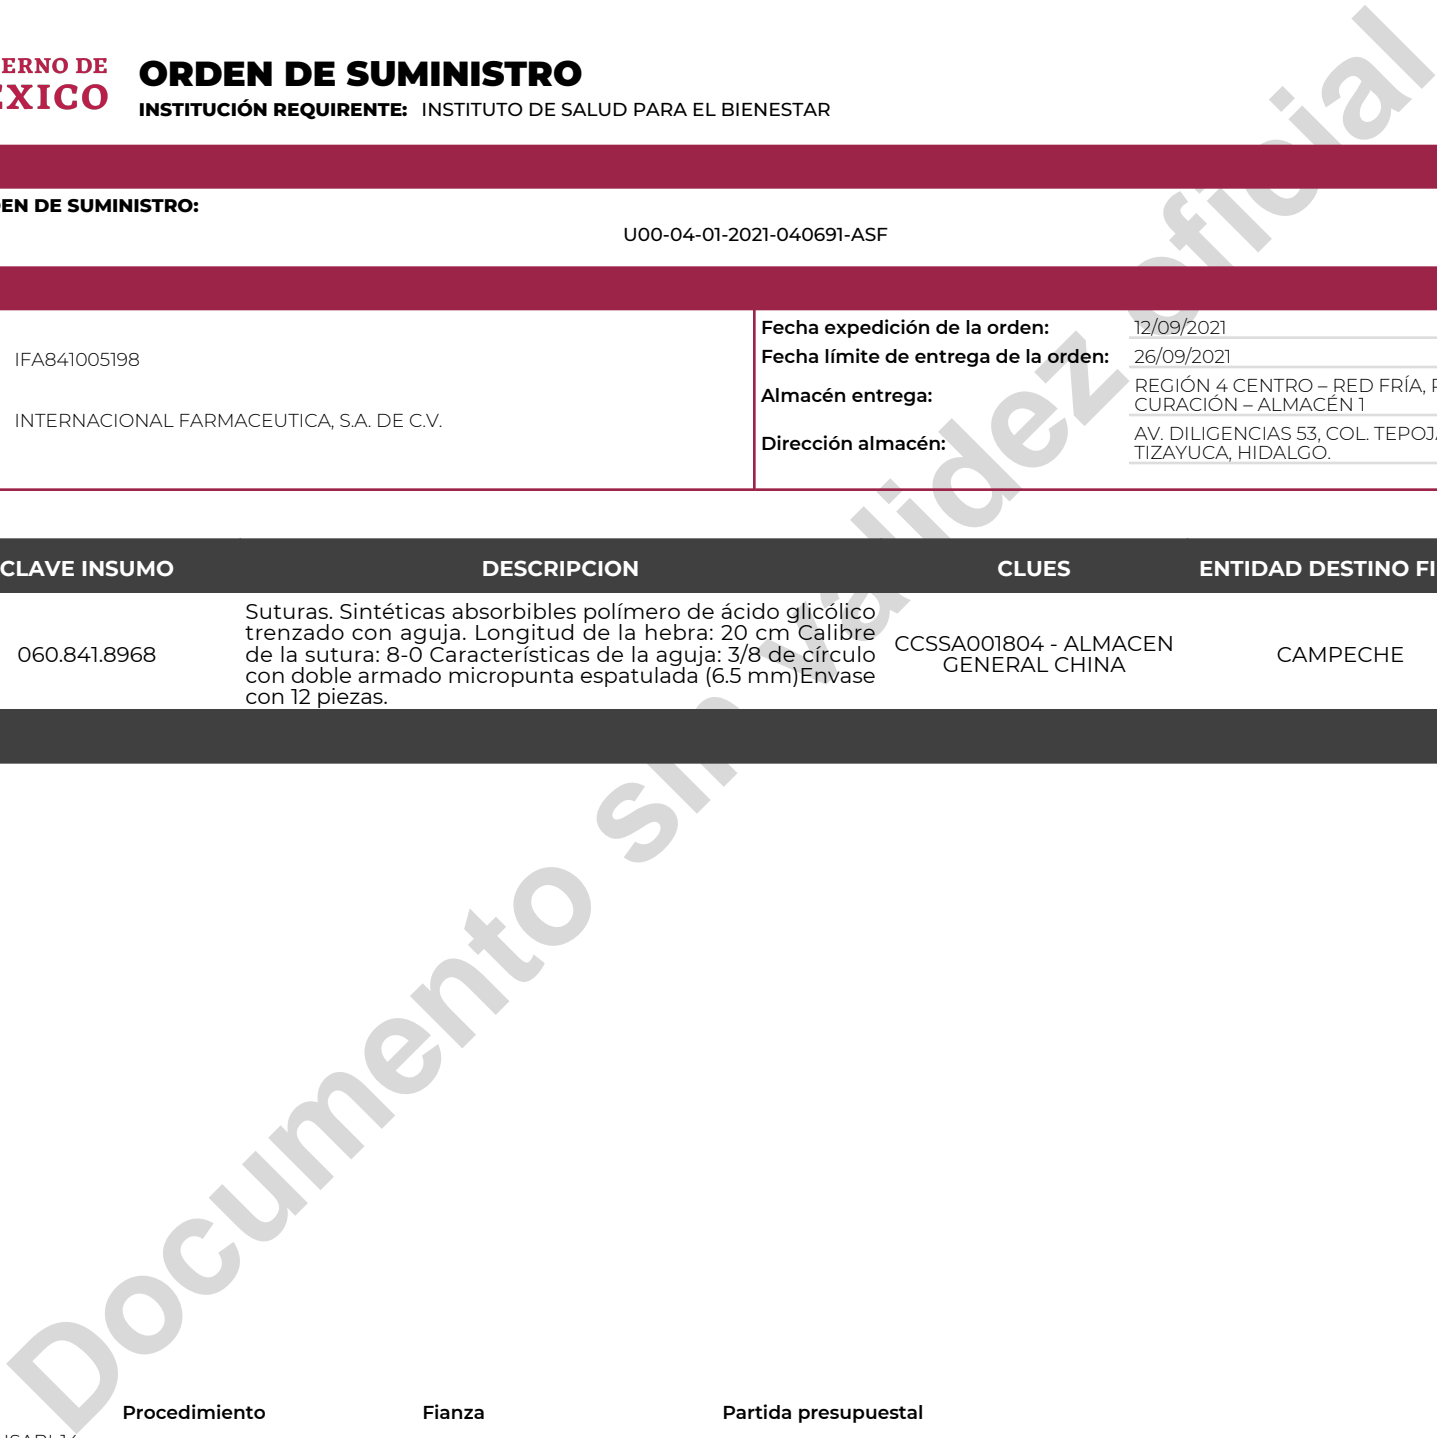 ERNO DE
EXICO
ORDEN DE SUMINISTRO
INSTITUCIÓN REQUIRENTE: INSTITUTO DE SALUD PARA EL BIENESTAR
EN DE SUMINISTRO:
U00-04-01-2021-040691-ASF
IFA841005198
INTERNACIONAL FARMACEUTICA, S.A. DE C.V.
Fecha expedición de la orden: 12/09/2021
Fecha límite de entrega de la orden: 26/09/2021
Almacén entrega: REGIÓN 4 CENTRO – RED FRÍA,
CURACIÓN – ALMACÉN 1
Dirección almacén: AV. DILIGENCIAS 53, COL. TEPOJ
TIZAYUCA, HIDALGO.
CLAVE INSUMO DESCRIPCION CLUES ENTIDAD DESTINO FI
060.841.8968
Suturas. Sintéticas absorbibles polímero de ácido glicólico
trenzado con aguja. Longitud de la hebra: 20 cm Calibre
de la sutura: 8-0 Características de la aguja: 3/8 de círculo
con doble armado micropunta espatulada (6.5 mm)Envase
con 12 piezas.
CCSSA001804 - ALMACEN
GENERAL CHINA
CAMPECHE
Documento sin validez oficial
Procedimiento Fianza Partida presupuestal